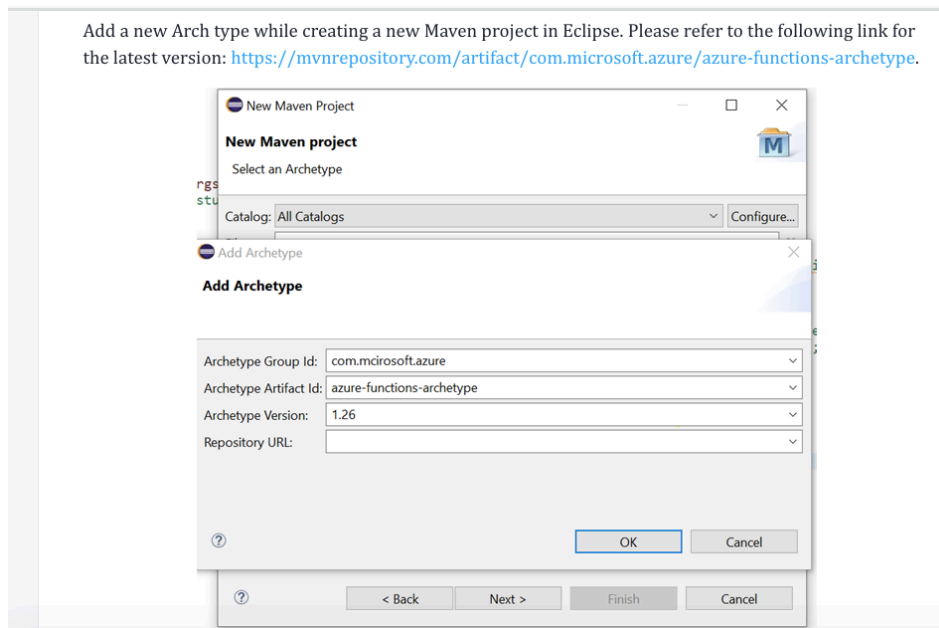 Add a new Arch type while creating a new Maven project in Eclipse. Please refer to the following link for
the latest version: https://mvnrepository.com/artifact/com.microsoft.azure/azure-functions-archetype.
New Maven Project
New Maven project
Select an Archetype
M
rgs
stu
Catalog: All Catalogs Configure...
Add Archetype
Add Archetype
Archetype Group Id: com.mcirosoft.azure
Archetype Artifact Id: azure-functions-archetype
Archetype Version: 1.26
Repository URL:
OK Cancel
< Back Next > Finish Cancel